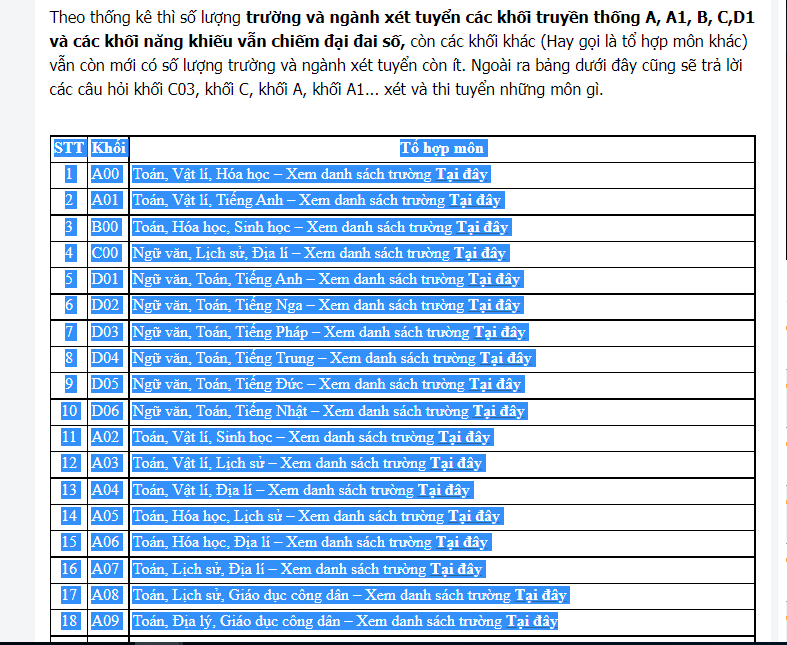 Theo thống kê thì số lượng trường và ngành xét tuyển các khối truyền thống A, A1, B, C,D1
và các khối năng khiếu vẫn chiếm đại đai số, còn các khối khác (Hay gọi là tổ hợp môn khác)
vẫn còn mới có số lượng trường và ngành xét tuyển còn ít. Ngoài ra bảng dưới đây cũng sẽ trả lời
các câu hỏi khối C03, khối C, khối A, khối A1... xét và thi tuyển những môn gì.
STT Khối Tổ hợp môn
1 A00 Toán, Vật lí, Hóa học – Xem danh sách trường Tại đây
2 A01 Toán, Vật lí, Tiếng Anh – Xem danh sách trường Tại đây
3 B00 Toán, Hóa học, Sinh học – Xem danh sách trường Tại đây
4 C00 Ngữ văn, Lịch sử, Địa lí – Xem danh sách trường Tại đây
5 D01 Ngữ văn, Toán, Tiếng Anh – Xem danh sách trường Tại đây
6 D02 Ngữ văn, Toán, Tiếng Nga – Xem danh sách trường Tại đây
7 D03 Ngữ văn, Toán, Tiếng Pháp – Xem danh sách trường Tại đây
8 D04 Ngữ văn, Toán, Tiếng Trung – Xem danh sách trường Tại đây
9 D05 Ngữ văn, Toán, Tiếng Đức – Xem danh sách trường Tại đây
10 D06 Ngữ văn, Toán, Tiếng Nhật – Xem danh sách trường Tại đây
11 A02 Toán, Vật lí, Sinh học – Xem danh sách trường Tại đây
12 A03 Toán, Vật lí, Lịch sử – Xem danh sách trường Tại đây
13 A04 Toán, Vật lí, Địa lí – Xem danh sách trường Tại đây
14 A05 Toán, Hóa học, Lịch sử – Xem danh sách trường Tại đây
15 A06 Toán, Hóa học, Địa lí – Xem danh sách trường Tại đây
16 A07 Toán, Lịch sử, Địa lí – Xem danh sách trường Tại đây
17 A08 Toán, Lịch sử, Giáo dục công dân – Xem danh sách trường Tại đây
18 A09 Toán, Địa lý, Giáo dục công dân – Xem danh sách trường Tại đây